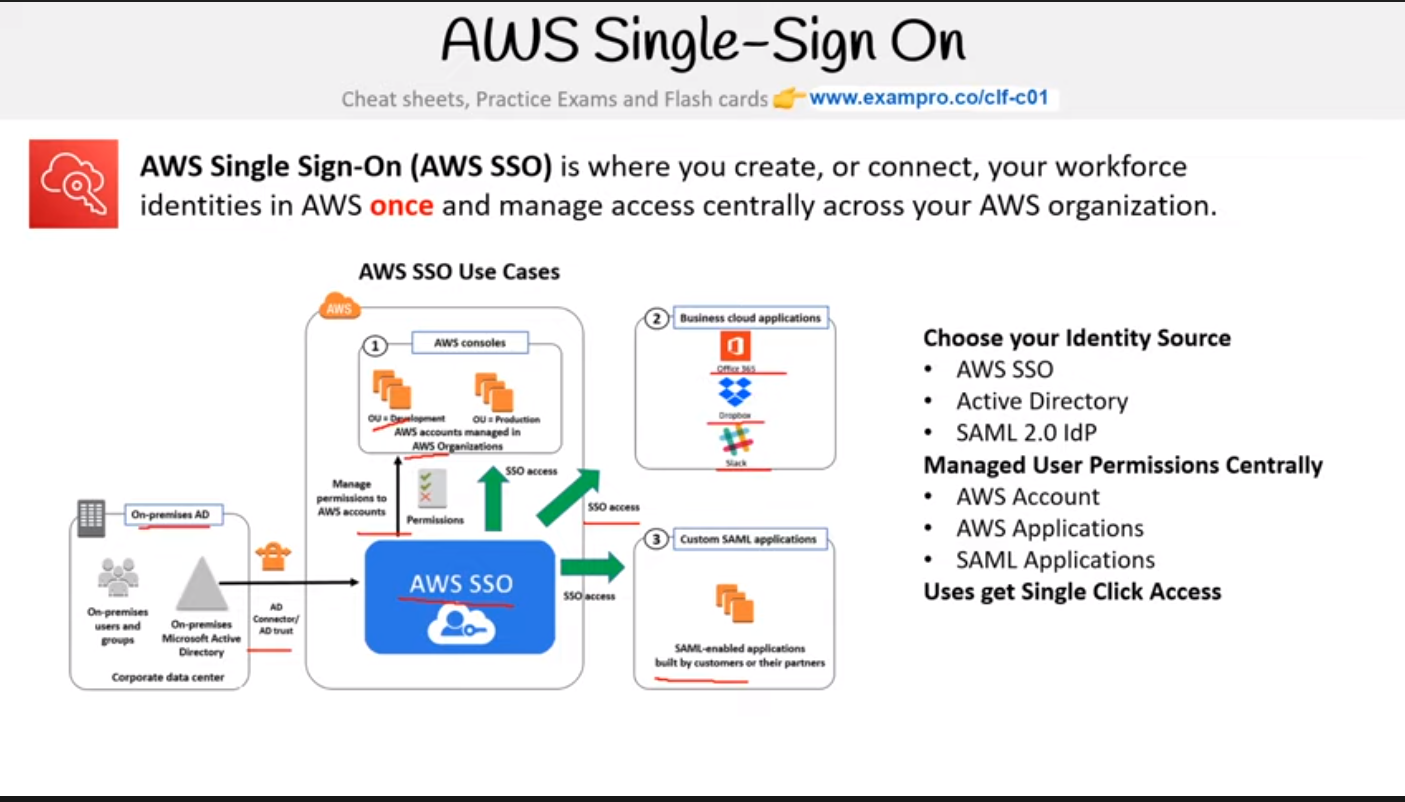 AWS Single-Sign On
Cheat sheets, Practice Exams and Flash cards 👉 www.exampro.co/clf-c01
AWS Single Sign-On (AWS SSO) is where you create, or connect, your workforce
identities in AWS once and manage access centrally across your AWS organization.
AWS SSO Use Cases
AWS
1
AWS consoles
OU = Development
OU = Production
AWS accounts managed in
AWS Organizations
Manage
permissions to
AWS accounts
Permissions
SSO access
SSO access
SSO access
AWS SSO
On-premises AD
On-premises
users and
groups
On-premises
Microsoft Active
Directory
Corporate data center
AD
Connector/
AD trust
2
Business cloud applications
Office 365
Dropbox
Slack
3
Custom SAML applications
SAML-enabled applications
built by customers or their partners
Choose your Identity Source
• AWS SSO
• Active Directory
• SAML 2.0 IdP
Managed User Permissions Centrally
• AWS Account
• AWS Applications
• SAML Applications
Uses get Single Click Access